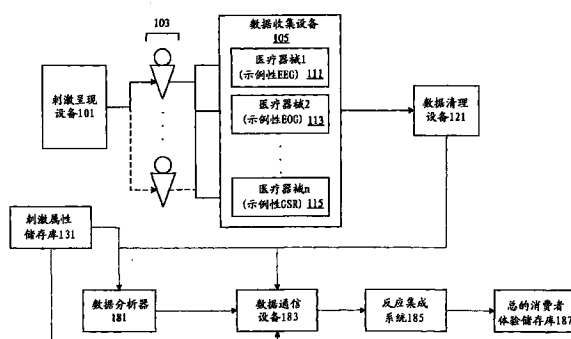 103
数据收集设备
105
刺激呈现
设备101
医疗器械1
(示例性EEG) 111
医疗器械2
(示例性EOG) 113
医疗器械n
(示例性GSR) 115
数据清理
设备121
刺激属性
储存库131
数据分析器
181
数据通信
设备183
反应集成
系统185
总的消费者
体验储存库187